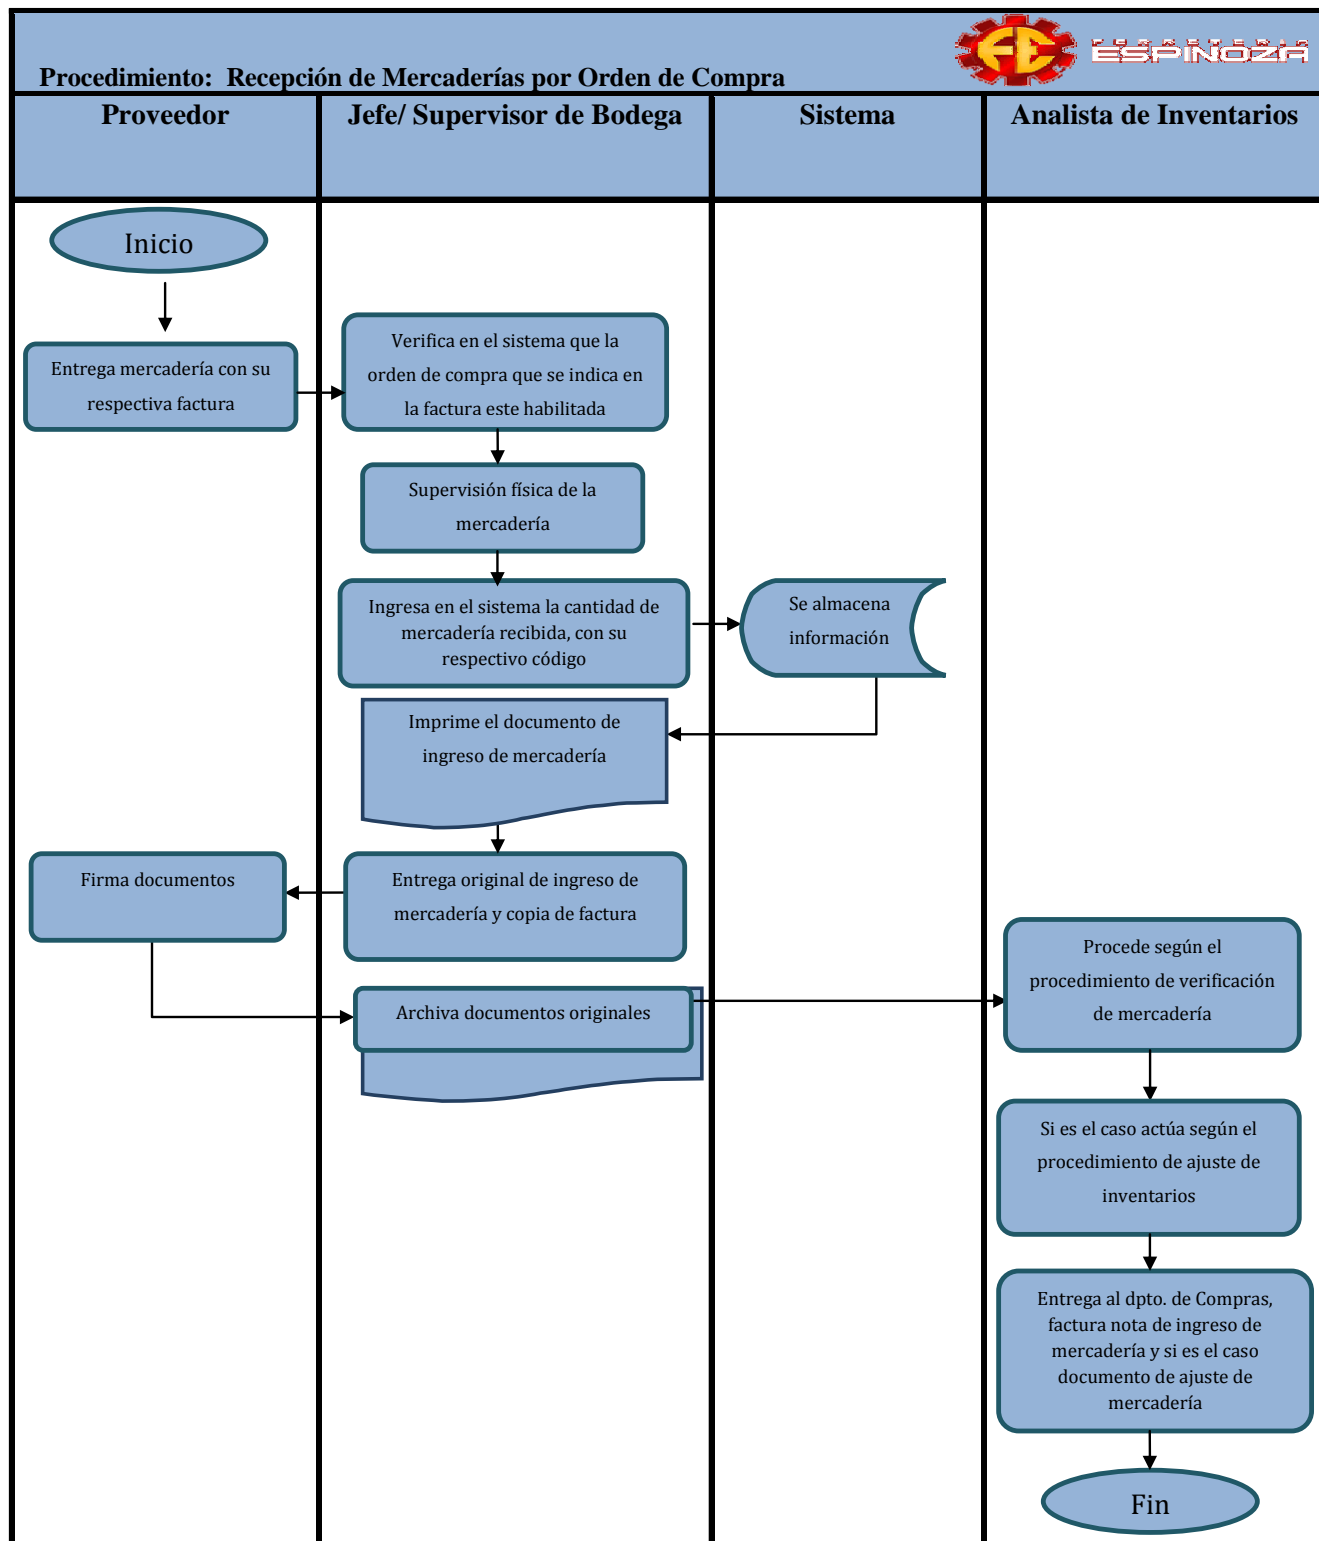 FERRETERIA
ESPINOZA
Procedimiento: Recepción de Mercaderías por Orden de Compra
Proveedor
Jefe/ Supervisor de Bodega
Sistema
Analista de Inventarios
Inicio
Entrega mercadería con su
respectiva factura
Verifica en el sistema que la
orden de compra que se indica en
la factura este habilitada
Supervisión física de la
mercadería
Ingresa en el sistema la cantidad de
mercadería recibida, con su
respectivo código
Se almacena
información
Imprime el documento de
ingreso de mercadería
Entrega original de ingreso de
mercadería y copia de factura
Firma documentos
Archiva documentos originales
Procede según el
procedimiento de verificación
de mercadería
Si es el caso actúa según el
procedimiento de ajuste de
inventarios
Entrega al dpto. de Compras,
factura nota de ingreso de
mercadería y si es el caso
documento de ajuste de
mercadería
Fin